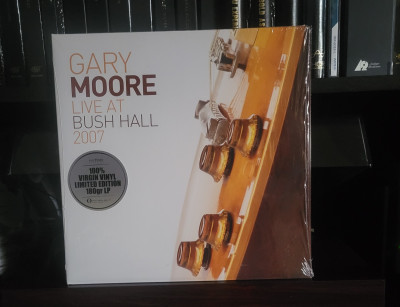 GARY
MOORE
LIVE AT
BUSH HALL
2007
100%
VIRGIN VINYL
LIMITED EDITION
180gr LP